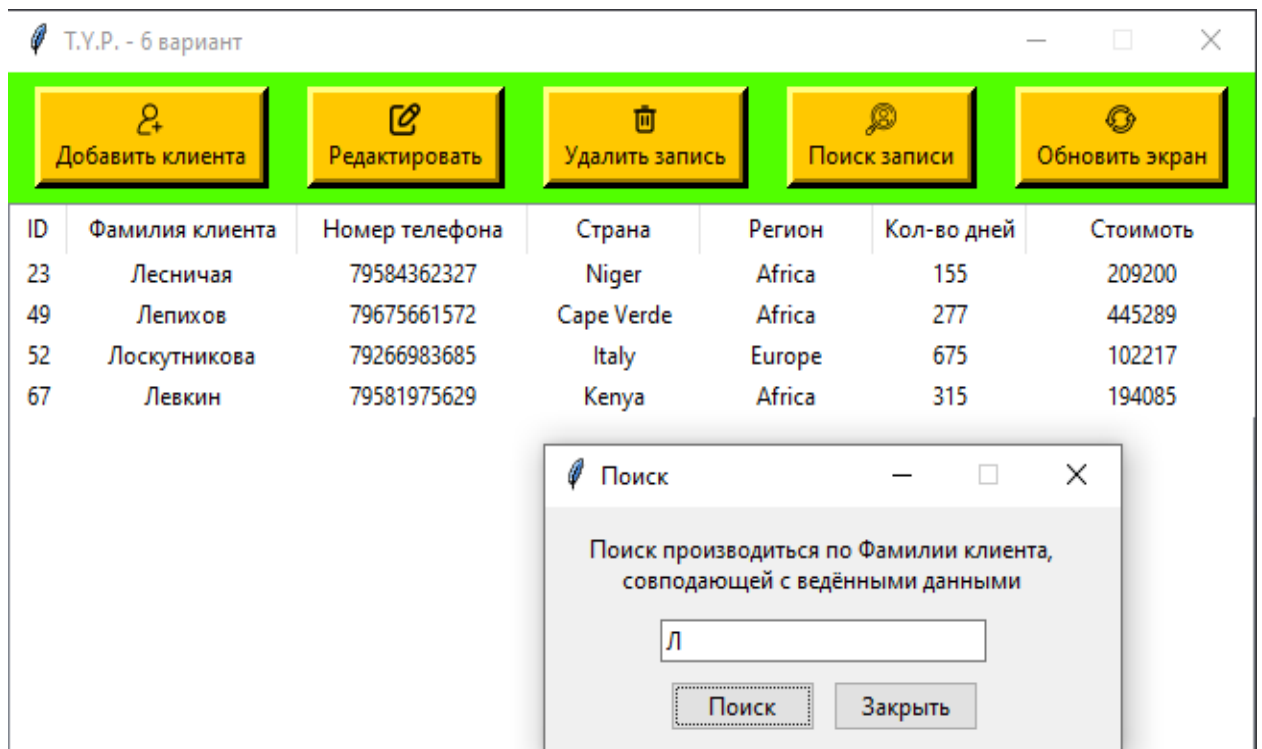 T.Y.P. - 6 вариант
Добавить клиента Редактировать Удалить запись Поиск записи Обновить экран
ID Фамилия клиента Номер телефона Страна Регион Кол-во дней Стоимоть
23 Лесничая 79584362327 Niger Africa 155 209200
49 Лепихов 79675661572 Cape Verde Africa 277 445289
52 Лоскутникова 79266983685 Italy Europe 675 102217
67 Левкин 79581975629 Kenya Africa 315 194085
Поиск
Поиск производиться по Фамилии клиента,
совподающей с ведёнными данными
Л
Поиск Закрыть